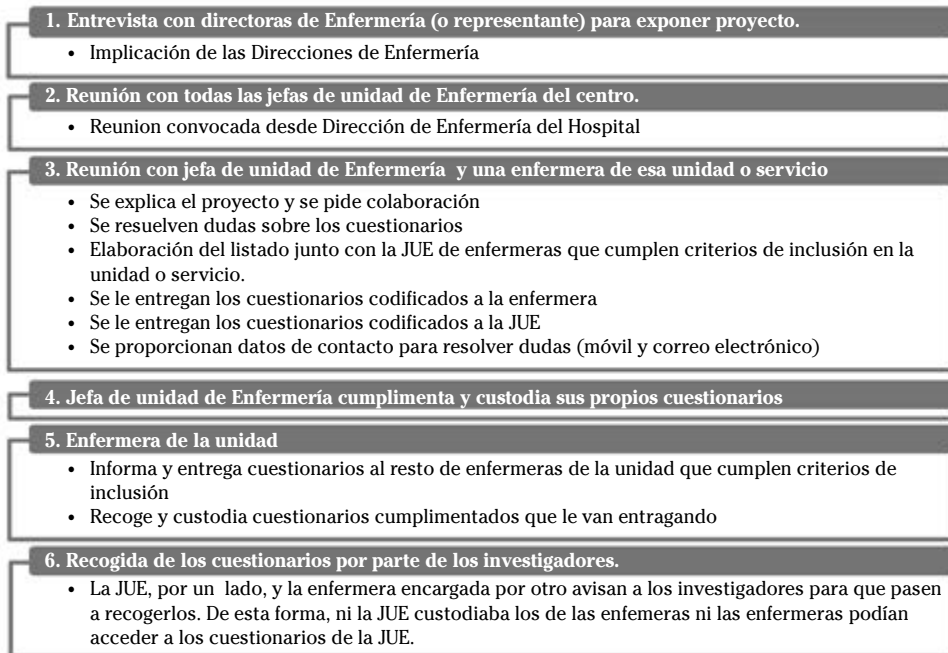 1. Entrevista con directoras de Enfermería (o representante) para exponer proyecto.
• Implicación de las Direcciones de Enfermería
2. Reunión con todas las jefas de unidad de Enfermería del centro.
• Reunion convocada desde Dirección de Enfermería del Hospital
3. Reunión con jefa de unidad de Enfermería y una enfermera de esa unidad o servicio
• Se explica el proyecto y se pide colaboración
• Se resuelven dudas sobre los cuestionarios
• Elaboración del listado junto con la JUE de enfermeras que cumplen criterios de inclusión en la
unidad o servicio.
• Se le entregan los cuestionarios codificados a la enfermera
• Se le entregan los cuestionarios codificados a la JUE
• Se proporcionan datos de contacto para resolver dudas (móvil y correo electrónico)
4. Jefa de unidad de Enfermería cumplimenta y custodia sus propios cuestionarios
5. Enfermera de la unidad
• Informa y entrega cuestionarios al resto de enfermeras de la unidad que cumplen criterios de
inclusión
• Recoge y custodia cuestionarios cumplimentados que le van entragando
6. Recogida de los cuestionarios por parte de los investigadores.
• La JUE, por un lado, y la enfermera encargada por otro avisan a los investigadores para que pasen
a recogerlos. De esta forma, ni la JUE custodiaba los de las enfemeras ni las enfermeras podían
acceder a los cuestionarios de la JUE.